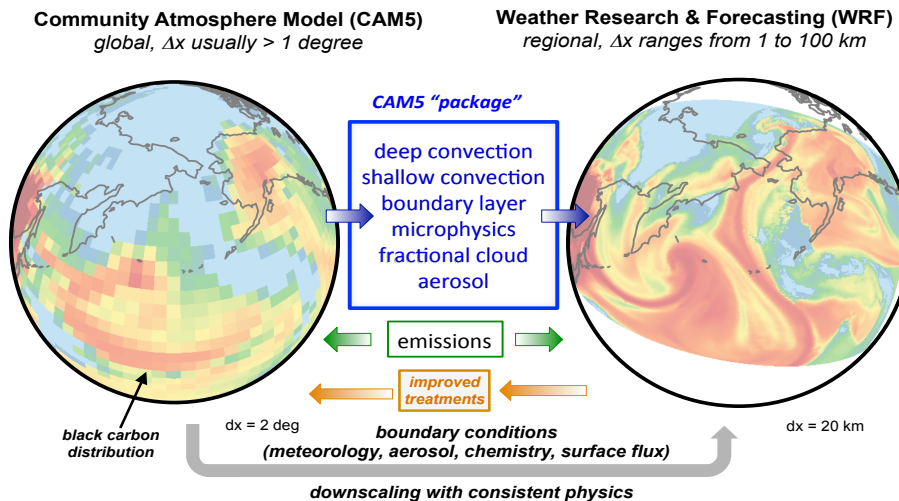 Community Atmosphere Model (CAM5)
global, Δx usually > 1 degree
Weather Research & Forecasting (WRF)
regional, Δx ranges from 1 to 100 km
CAM5 “package”
deep convection
shallow convection
boundary layer
microphysics
fractional cloud
aerosol
emissions
improved
treatments
black carbon
distribution
dx = 2 deg
dx = 20 km
boundary conditions
(meteorology, aerosol, chemistry, surface flux)
downscaling with consistent physics